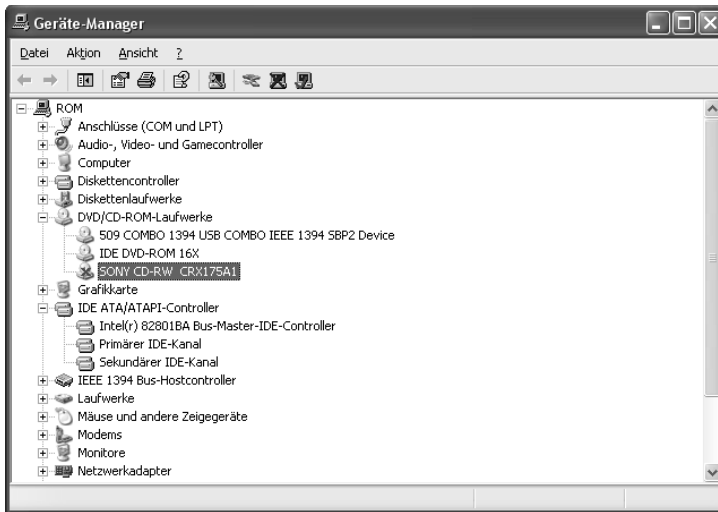 Geräte-Manager
Datei Aktion Ansicht ?
ROM
Anschlüsse (COM und LPT)
Audio-, Video- und Gamecontroller
Computer
Diskettencontroller
Diskettenlaufwerke
DVD/CD-ROM-Laufwerke
509 COMBO 1394 USB COMBO IEEE 1394 SBP2 Device
IDE DVD-ROM 16X
SONY CD-RW CRX175A1
Grafikkarte
IDE ATA/ATAPI-Controller
Intel(r) 82801BA Bus-Master-IDE-Controller
Primärer IDE-Kanal
Sekundärer IDE-Kanal
IEEE 1394 Bus-Hostcontroller
Laufwerke
Mäuse und andere Zeigegeräte
Modems
Monitore
Netzwerkadapter